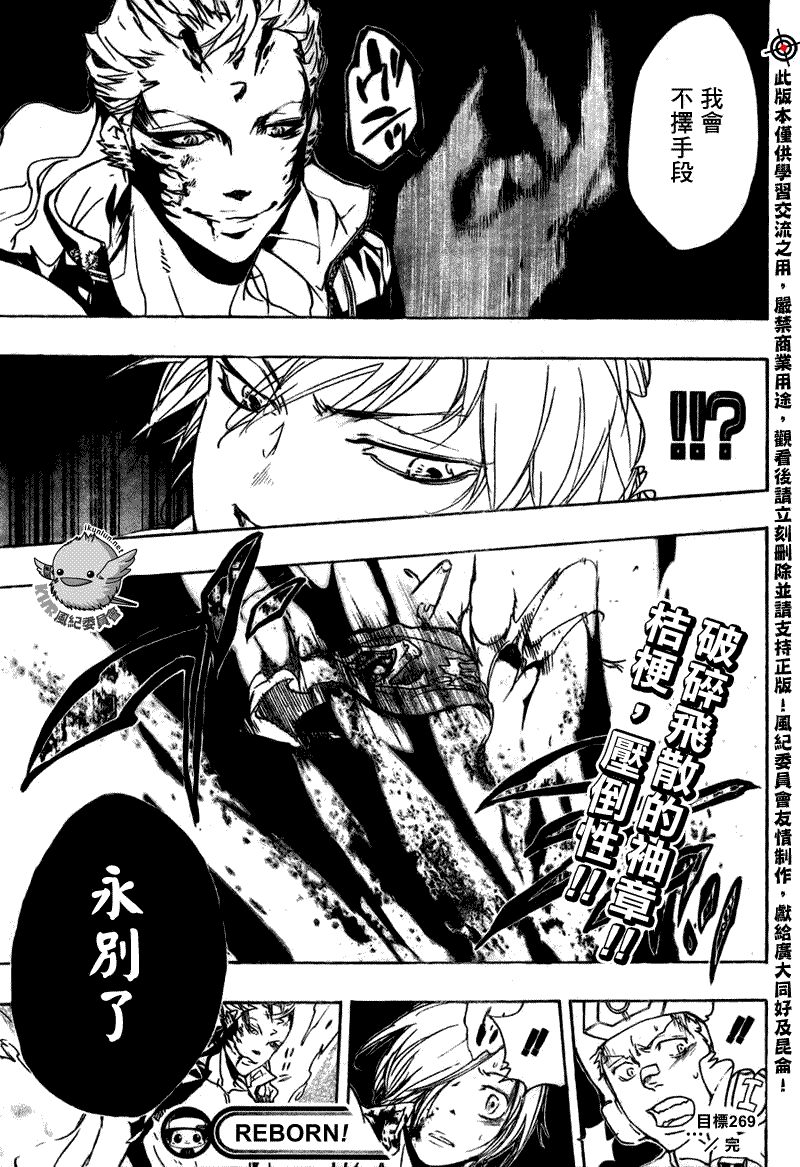 我會
不擇手段
ヴン
!!?
ikanfun.net
風紀委員會
破碎飛散的袖章!!
桔梗，壓倒性!!
永別了
!!
!!
REBORN!
目標269
完
此版本僅供學習交流之用，嚴禁商業用途，觀看後請立刻刪除並請支持正版！風紀委員會友情制作，獻給廣大同好及昆侖！